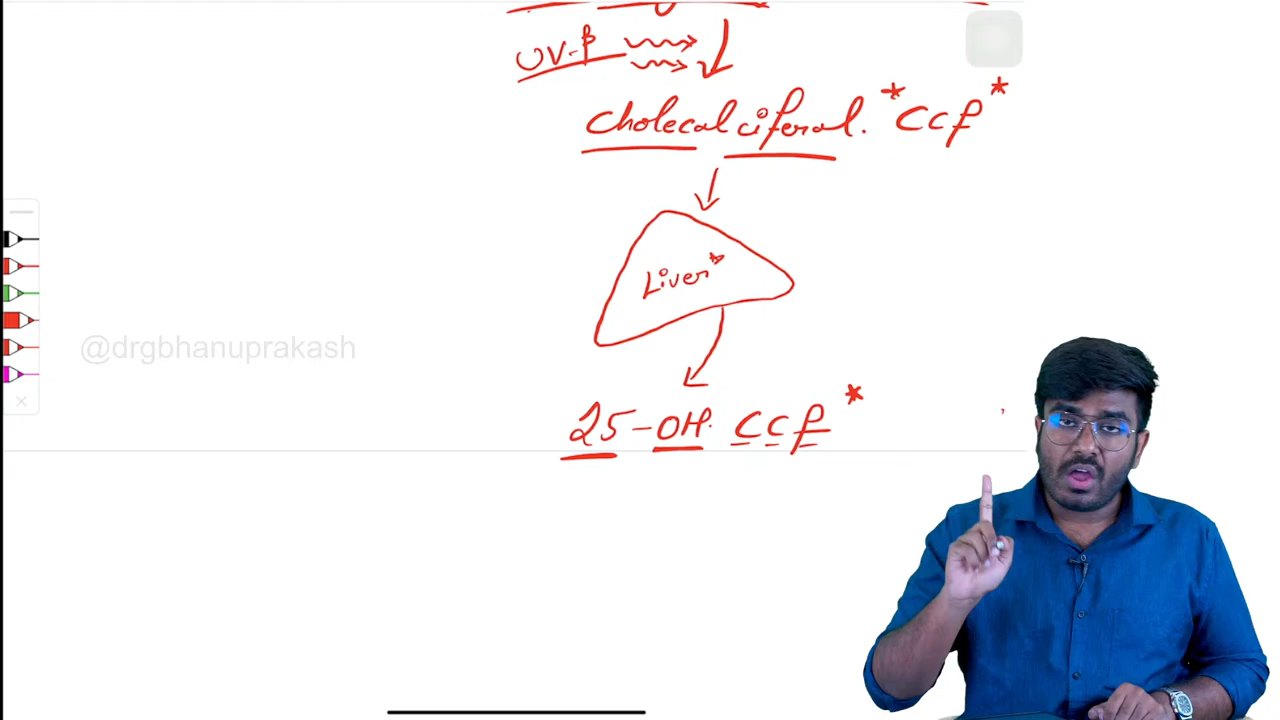 UV-β
cholecalciferol. *CCF*
Liver*
@drgbhanuprakash
25-OH. CCF*